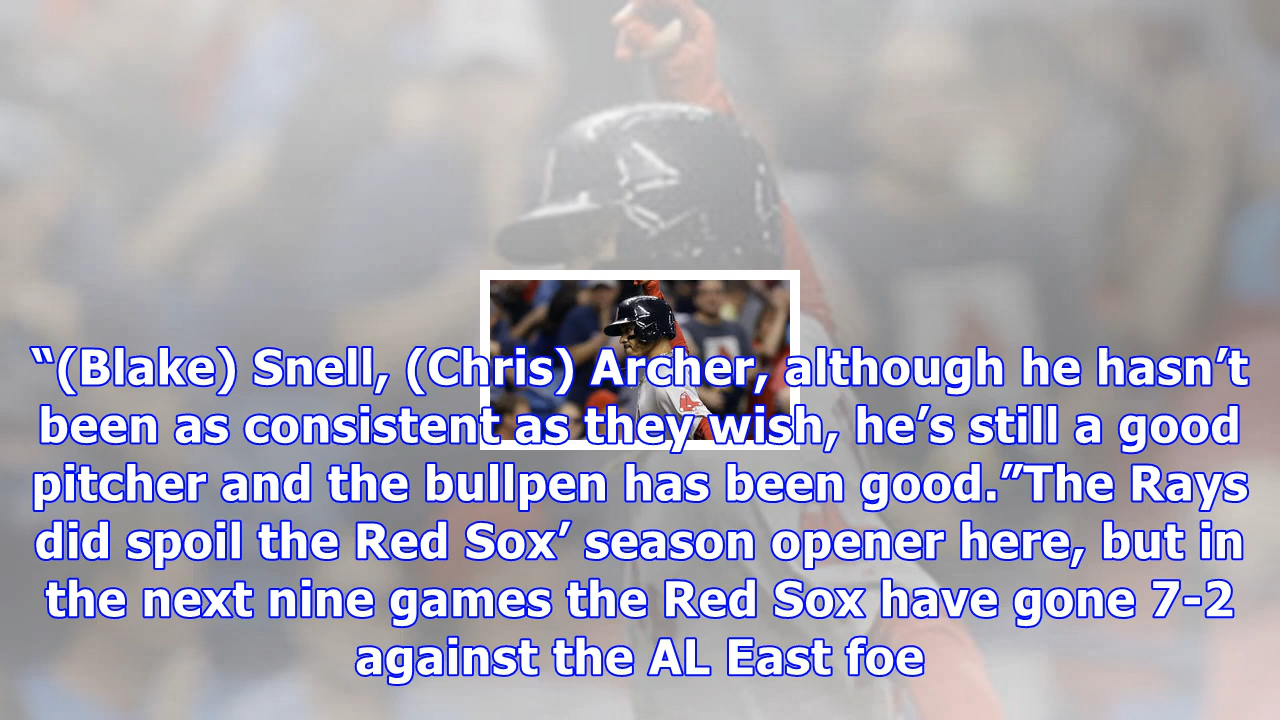 “(Blake) Snell, (Chris) Archer, although he hasn’t
been as consistent as they wish, he’s still a good
pitcher and the bullpen has been good.”The Rays
did spoil the Red Sox’ season opener here, but in
the next nine games the Red Sox have gone 7-2
against the AL East foe